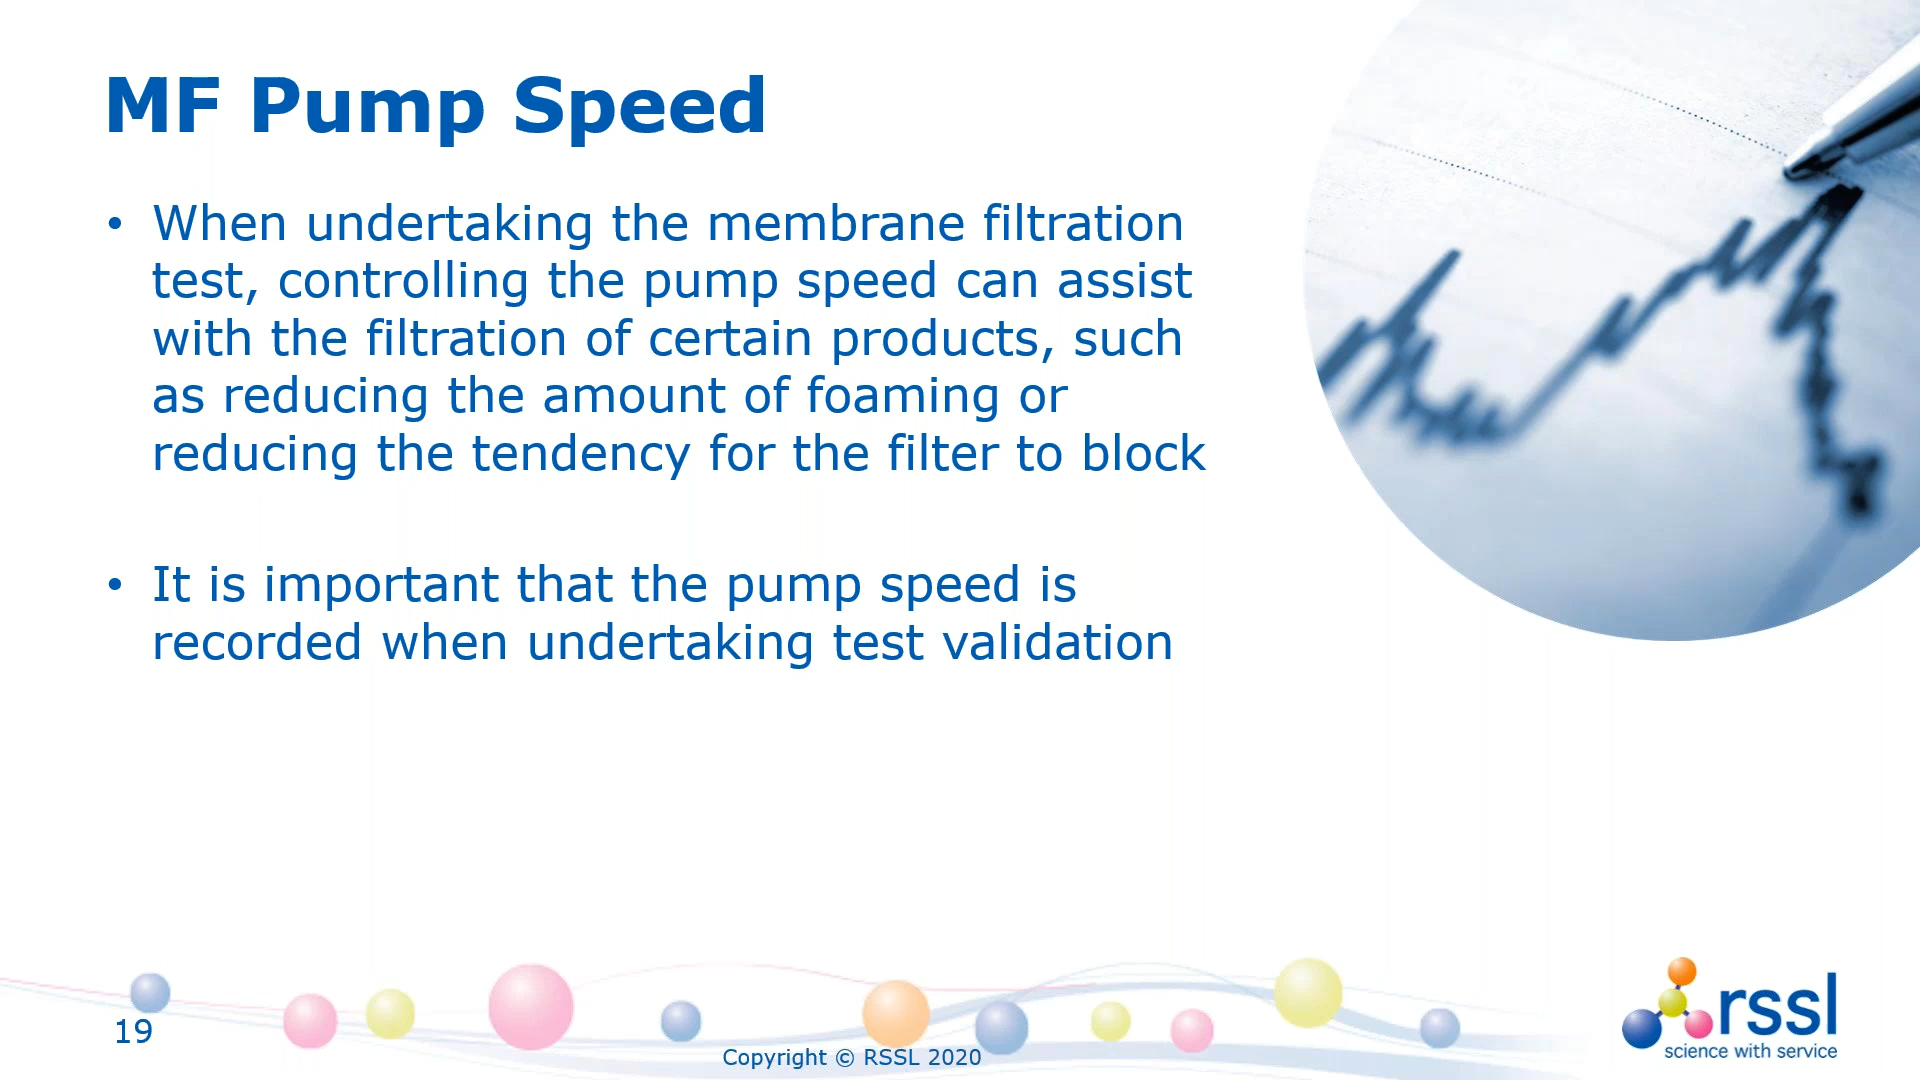 MF Pump Speed
• When undertaking the membrane filtration
test, controlling the pump speed can assist
with the filtration of certain products, such
as reducing the amount of foaming or
reducing the tendency for the filter to block
• It is important that the pump speed is
recorded when undertaking test validation
19
Copyright © RSSL 2020
rssl
science with service